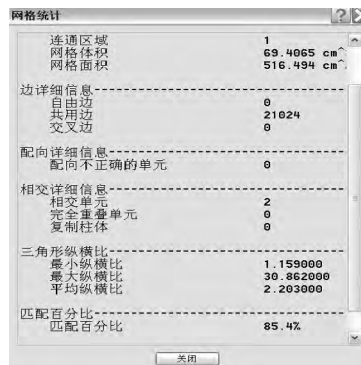 网格统计
连通区域 1
网格体积 69.4065 cm^
网格面积 516.494 cm^
边详细信息--------------------
自由边 0
共用边 21024
交叉边 0
配向详细信息------------------
配向不正确的单元 0
相交详细信息------------------
相交单元 2
完全重叠单元 0
复制柱体 0
三角形纵横比------------------
最小纵横比 1.159000
最大纵横比 30.862000
平均纵横比 2.203000
匹配百分比--------------------
匹配百分比 85.4%
关闭